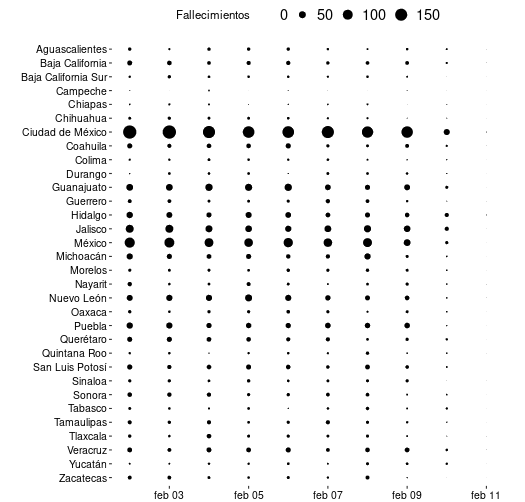 Fallecimientos 0 50 100 150
Aguascalientes
Baja California
Baja California Sur
Campeche
Chiapas
Chihuahua
Ciudad de México
Coahuila
Colima
Durango
Guanajuato
Guerrero
Hidalgo
Jalisco
México
Michoacán
Morelos
Nayarit
Nuevo León
Oaxaca
Puebla
Querétaro
Quintana Roo
San Luis Potosí
Sinaloa
Sonora
Tabasco
Tamaulipas
Tlaxcala
Veracruz
Yucatán
Zacatecas
feb 03 feb 05 feb 07 feb 09 feb 11